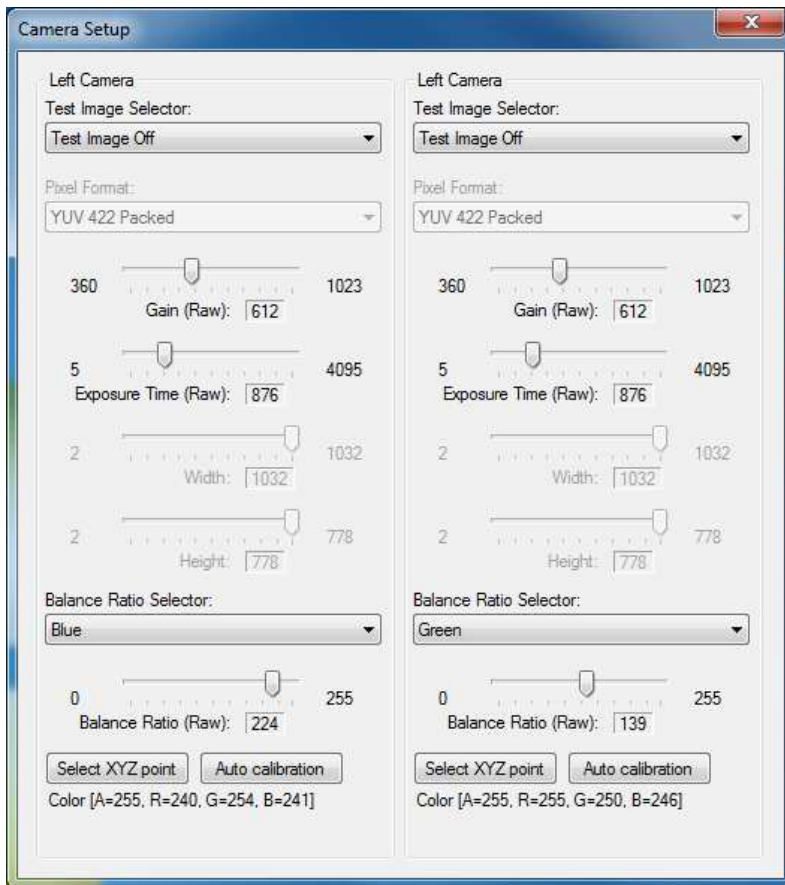 Camera Setup
Left Camera
Test Image Selector:
Test Image Off
Pixel Format:
YUV 422 Packed
360
1023
Gain (Raw): 612
5
4095
Exposure Time (Raw): 876
2
1032
Width: 1032
2
778
Height: 778
Balance Ratio Selector:
Blue
0
255
Balance Ratio (Raw): 224
Select XYZ point
Auto calibration
Color [A=255, R=240, G=254, B=241]
Left Camera
Test Image Selector:
Test Image Off
Pixel Format:
YUV 422 Packed
360
1023
Gain (Raw): 612
5
4095
Exposure Time (Raw): 876
2
1032
Width: 1032
2
778
Height: 778
Balance Ratio Selector:
Green
0
255
Balance Ratio (Raw): 139
Select XYZ point
Auto calibration
Color [A=255, R=255, G=250, B=246]